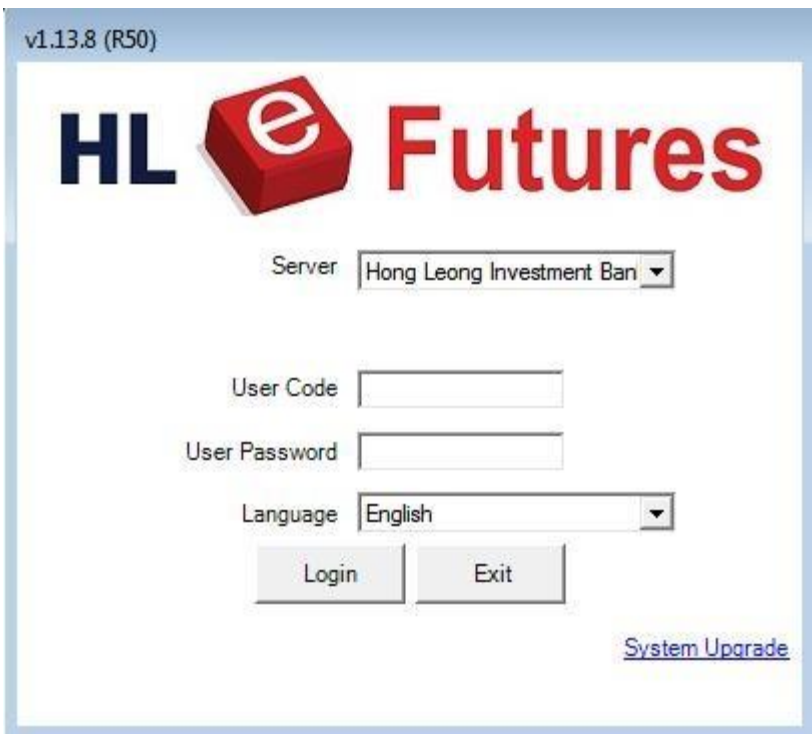 v1.13.8 (R50)
HL e Futures
Server Hong Leong Investment Ban
User Code
User Password
Language English
Login Exit
System Upgrade